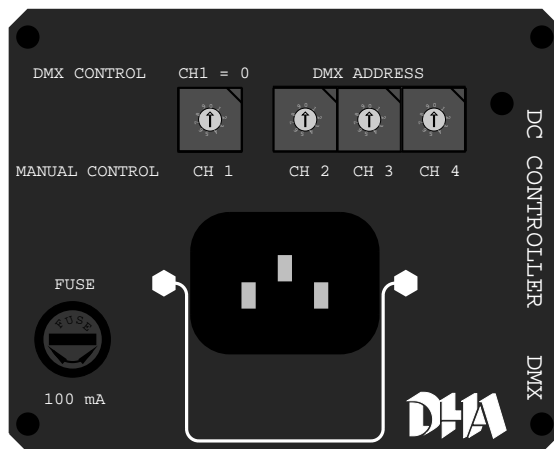 DMX CONTROL CH1 = 0 DMX ADDRESS
MANUAL CONTROL CH 1 CH 2 CH 3 CH 4
FUSE
FUSE
100 mA
DC CONTROLLER DMX
DHA